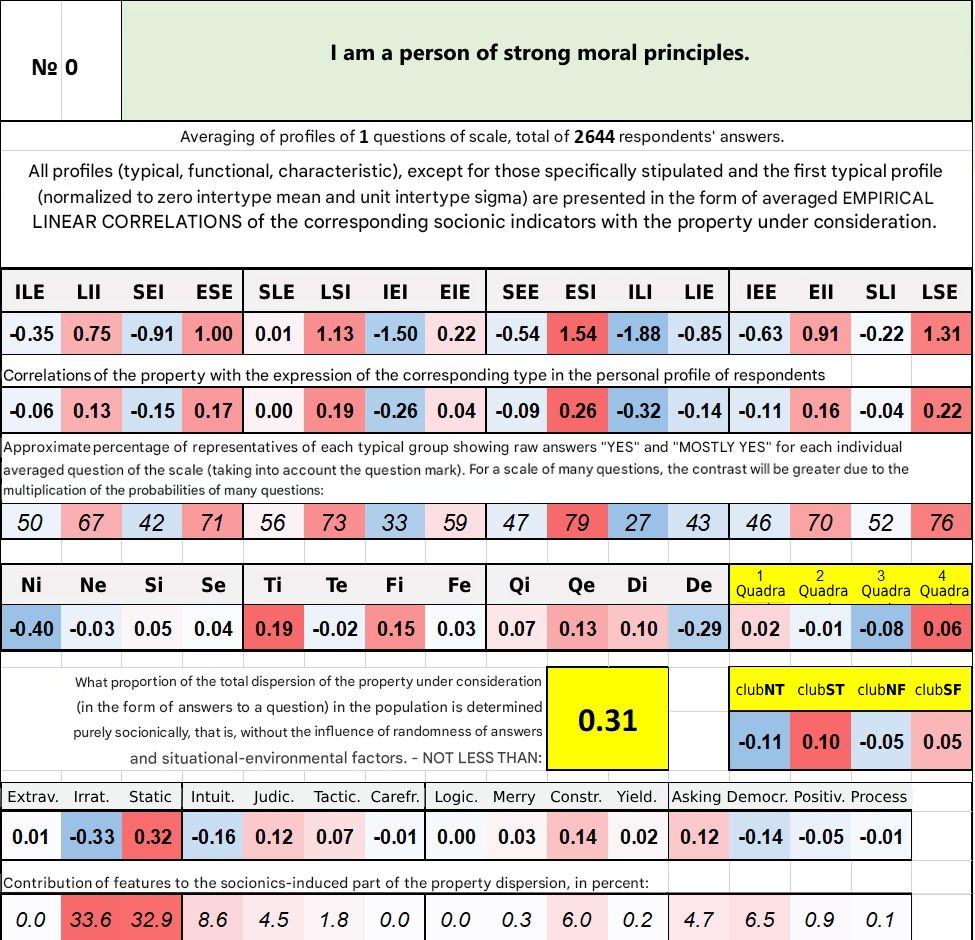 № 0
I am a person of strong moral principles.
Averaging of profiles of 1 questions of scale, total of 2644 respondents' answers.
All profiles (typical, functional, characteristic), except for those specifically stipulated and the first typical profile
(normalized to zero intertype mean and unit intertype sigma) are presented in the form of averaged EMPIRICAL
LINEAR CORRELATIONS of the corresponding socionic indicators with the property under consideration.
ILE LII SEI ESE SLE LSI IEI EIE SEE ESI ILI LIE IEE EII SLI LSE
-0.35 0.75 -0.91 1.00 0.01 1.13 -1.50 0.22 -0.54 1.54 -1.88 -0.85 -0.63 0.91 -0.22 1.31
Correlations of the property with the expression of the corresponding type in the personal profile of respondents
-0.06 0.13 -0.15 0.17 0.00 0.19 -0.26 0.04 -0.09 0.26 -0.32 -0.14 -0.11 0.16 -0.04 0.22
Approximate percentage of representatives of each typical group showing raw answers "YES" and "MOSTLY YES" for each individual
averaged question of the scale (taking into account the question mark). For a scale of many questions, the contrast will be greater due to the
multiplication of the probabilities of many questions:
50 67 42 71 56 73 33 59 47 79 27 43 46 70 52 76
Ni Ne Si Se Ti Te Fi Fe Qi Qe Di De 1 2 3 4
Quadra Quadra Quadra Quadra
-0.40 -0.03 0.05 0.04 0.19 -0.02 0.15 0.03 0.07 0.13 0.10 -0.29 0.02 -0.01 -0.08 0.06
What proportion of the total dispersion of the property under consideration
(in the form of answers to a question) in the population is determined
purely socionically, that is, without the influence of randomness of answers
and situational-environmental factors. - NOT LESS THAN:
0.31
clubNT clubST clubNF clubSF
-0.11 0.10 -0.05 0.05
Extrav. Irrat. Static Intuit. Judic. Tactic. Carefr. Logic. Merry Constr. Yield. Asking Democr. Positiv. Process
0.01 -0.33 0.32 -0.16 0.12 0.07 -0.01 0.00 0.03 0.14 0.02 0.12 -0.14 -0.05 -0.01
Contribution of features to the socionics-induced part of the property dispersion, in percent:
0.0 33.6 32.9 8.6 4.5 1.8 0.0 0.0 0.3 6.0 0.2 4.7 6.5 0.9 0.1